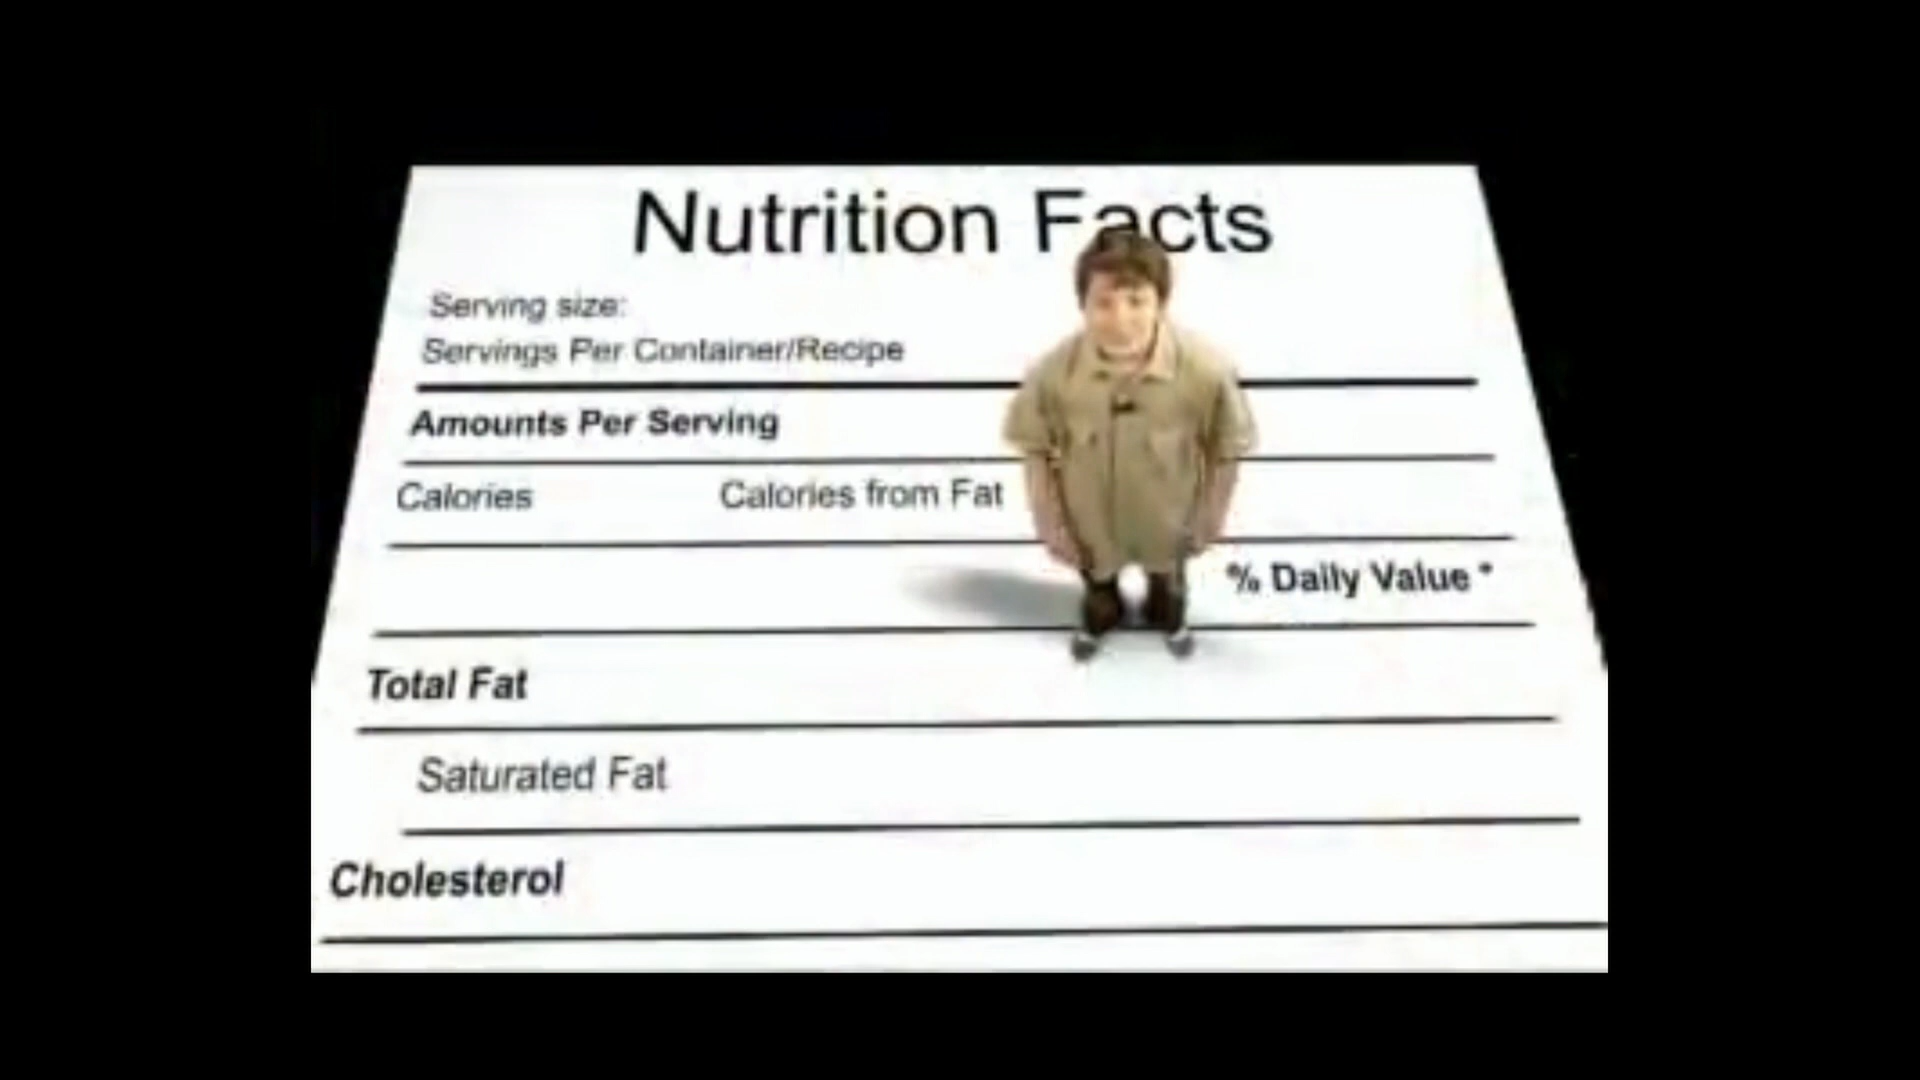 Nutrition Facts
Serving size:
Servings Per Container/Recipe
Amounts Per Serving
Calories Calories from Fat
% Daily Value *
Total Fat
Saturated Fat
Cholesterol